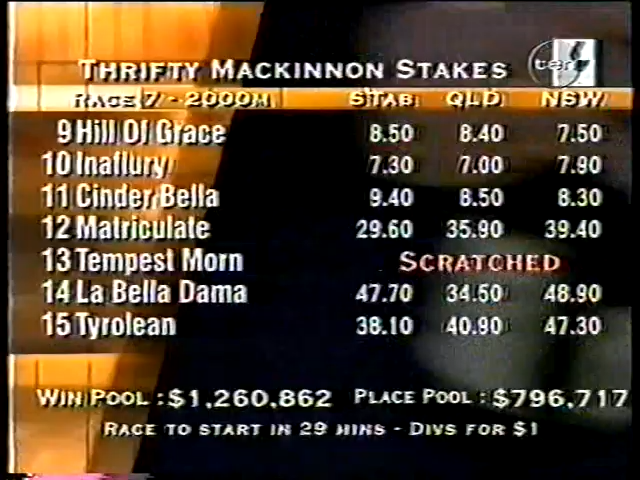 THRIFTY MACKINNON STAKES
ten
RACE 7 - 2000M STAB QLD NSW
9 Hill Of Grace 8.50 8.40 7.50
10 Inaflury 7.30 7.00 7.90
11 Cinder Bella 9.40 8.50 8.30
12 Matriculate 29.60 35.90 39.40
13 Tempest Morn SCRATCHED
14 La Bella Dama 47.70 34.50 48.90
15 Tyrolean 38.10 40.90 47.30
WIN POOL : $1,260,862 PLACE POOL : $796,717
RACE TO START IN 29 MINS - DIVS FOR $1